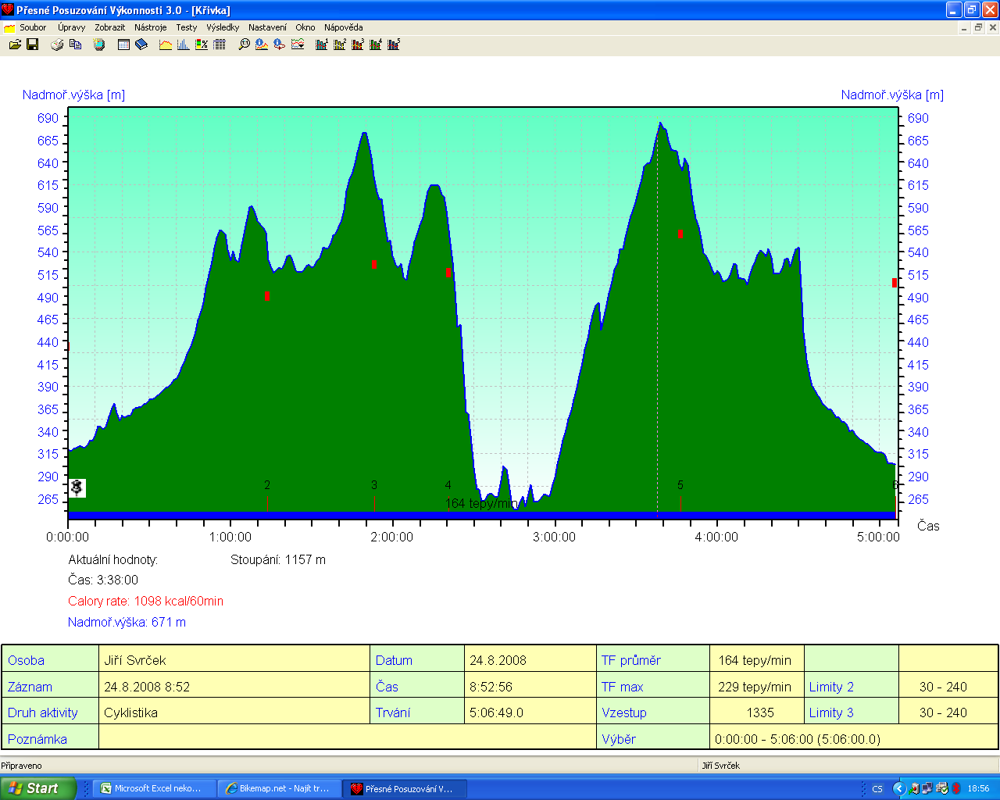 Přesné Posuzování Výkonnosti 3.0 - [Křivka]
Soubor Úpravy Zobrazit Nástroje Testy Výsledky Nastavení Okno Nápověda
Nadmoř.výška [m] Nadmoř.výška [m]
690 690
665 665
640 640
615 615
590 590
565 565
540 540
515 515
490 490
465 465
440 440
415 415
390 390
365 365
340 340
315 315
290 290
2 3 4 5 6
265 265
164 tepy/min
0:00:00 1:00:00 2:00:00 3:00:00 4:00:00 5:00:00 Čas
Aktuální hodnoty: Stoupání: 1157 m
Čas: 3:38:00
Calory rate: 1098 kcal/60min
Nadmoř.výška: 671 m
Osoba Jiří Svrček Datum 24.8.2008 TF průměr 164 tepy/min
Záznam 24.8.2008 8:52 Čas 8:52:56 TF max 229 tepy/min Limity 2 30 - 240
Druh aktivity Cyklistika Trvání 5:06:49.0 Vzestup 1335 Limity 3 30 - 240
Poznámka Výběr 0:00:00 - 5:06:00 (5:06:00.0)
Připraveno Jiří Svrček
Start Microsoft Excel neko... Bikemap.net - Najít tr... Přesné Posuzování V... CS 18:56